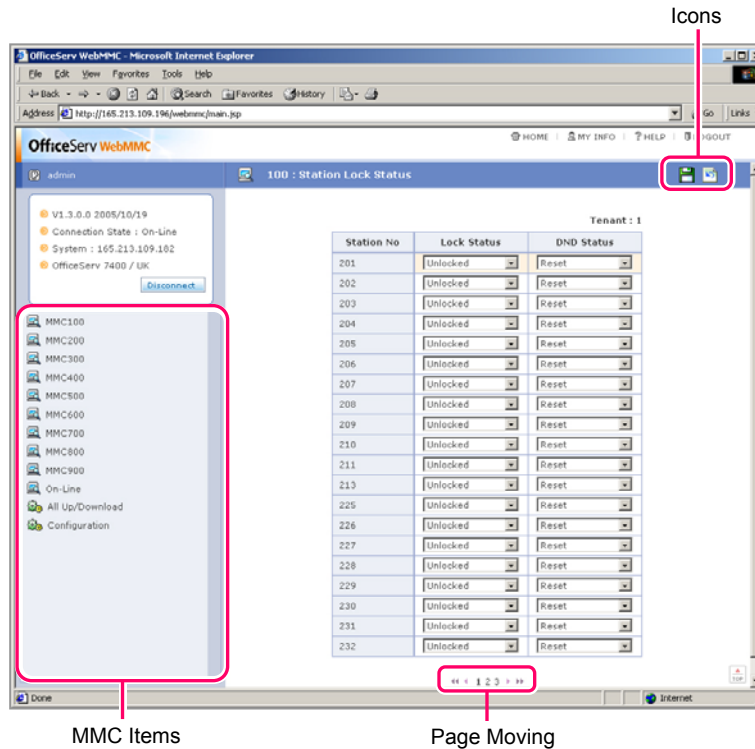 Icons
OfficeServ WebMMC - Microsoft Internet Explorer
File Edit View Favorites Tools Help
Back Search Favorites History
Address http://165.213.109.196/webmmc/main.jsp Go Links
OfficeServ WebMMC
HOME | MY INFO | ? HELP | LOGOUT
admin
100 : Station Lock Status
V1.3.0.0 2005/10/19
Connection State : On-Line
System : 165.213.109.182
OfficeServ 7400 / UK
Disconnect
MMC100
MMC200
MMC300
MMC400
MMC500
MMC600
MMC700
MMC800
MMC900
On-Line
All Up/Download
Configuration
Tenant : 1
Station No Lock Status DND Status
201 Unlocked Reset
202 Unlocked Reset
203 Unlocked Reset
204 Unlocked Reset
205 Unlocked Reset
206 Unlocked Reset
207 Unlocked Reset
208 Unlocked Reset
209 Unlocked Reset
210 Unlocked Reset
211 Unlocked Reset
213 Unlocked Reset
225 Unlocked Reset
226 Unlocked Reset
227 Unlocked Reset
228 Unlocked Reset
229 Unlocked Reset
230 Unlocked Reset
231 Unlocked Reset
232 Unlocked Reset
‹‹ ‹ 1 2 3 › ››
TOP
Done Internet
MMC Items
Page Moving